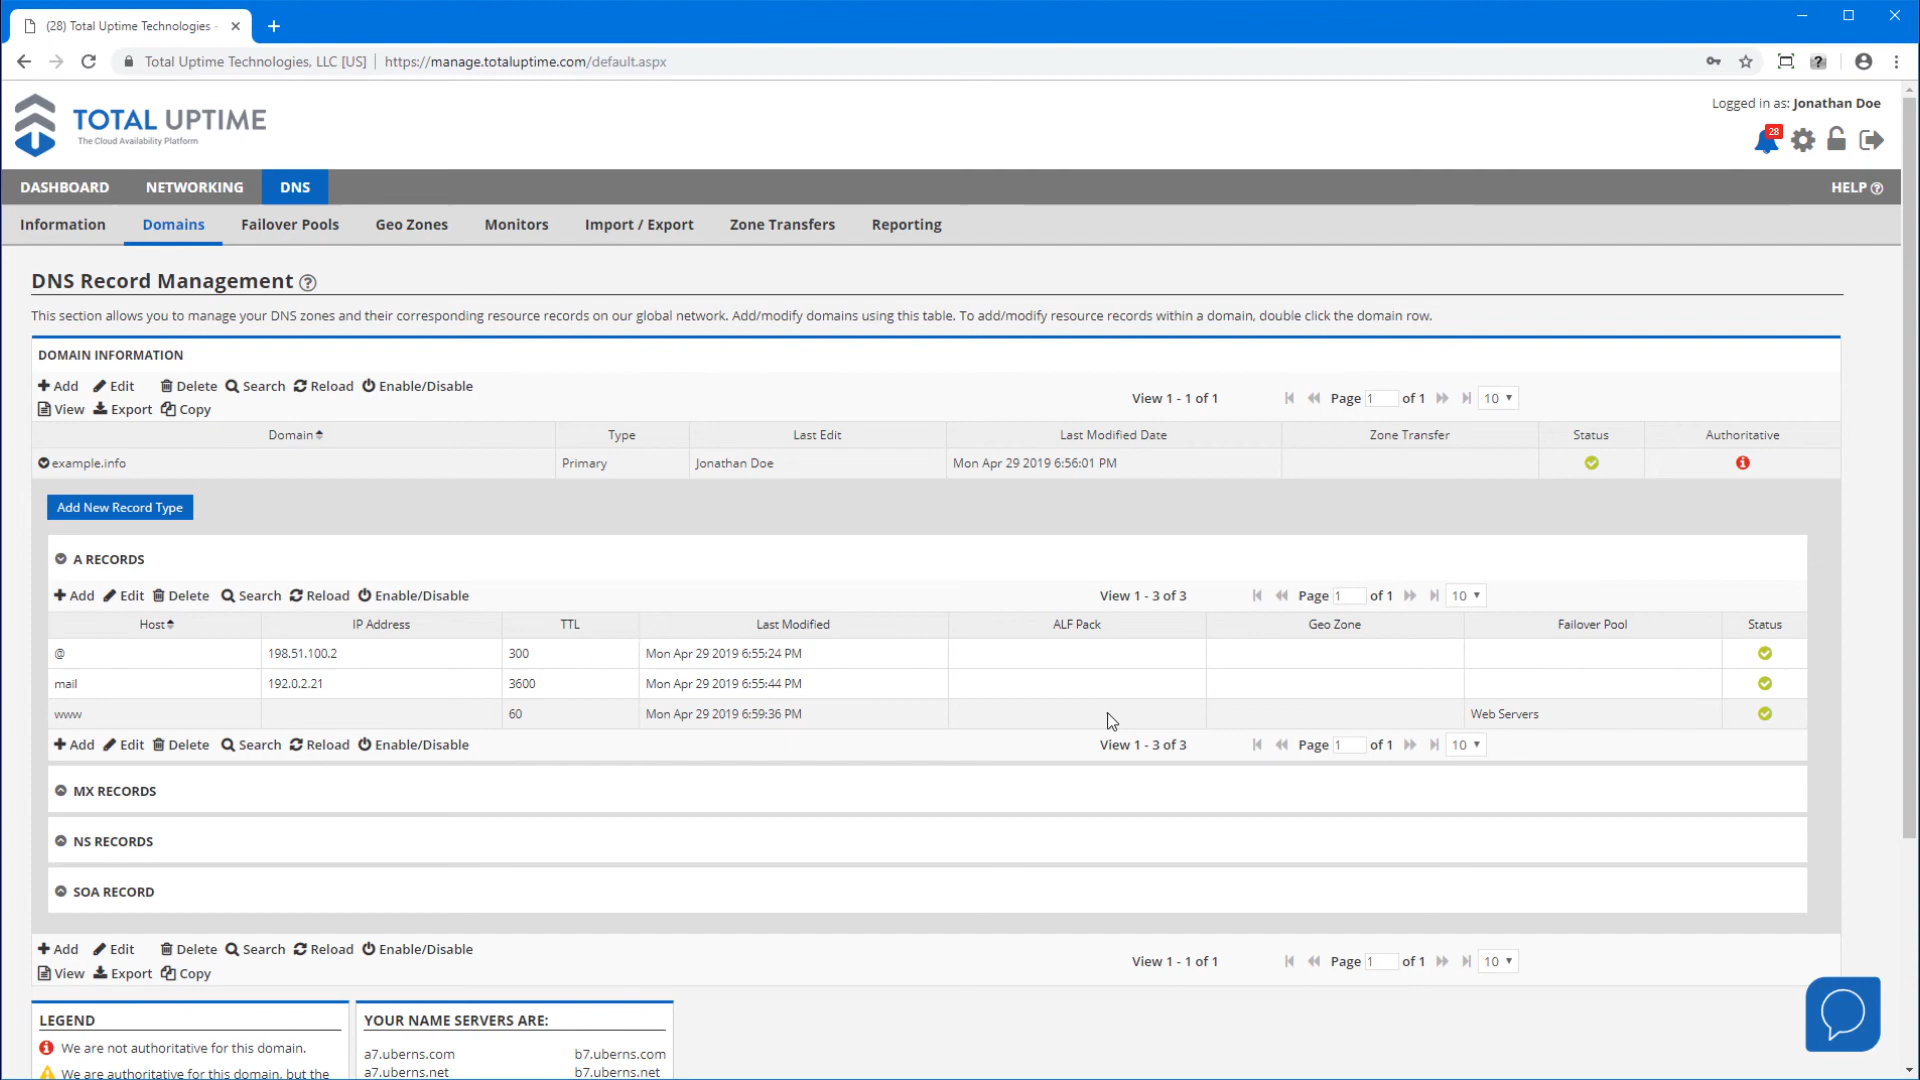 (28) Total Uptime Technologies -
Total Uptime Technologies, LLC [US] | https://manage.totaluptime.com/default.aspx
TOTAL UPTIME
The Cloud Availability Platform
Logged in as: Jonathan Doe
28
DASHBOARD NETWORKING DNS HELP
Information Domains Failover Pools Geo Zones Monitors Import / Export Zone Transfers Reporting
DNS Record Management
This section allows you to manage your DNS zones and their corresponding resource records on our global network. Add/modify domains using this table. To add/modify resource records within a domain, double click the domain row.
DOMAIN INFORMATION
Add Edit Delete Search Reload Enable/Disable
View Export Copy
View 1 - 1 of 1 Page 1 of 1 10
Domain Type Last Edit Last Modified Date Zone Transfer Status Authoritative
example.info Primary Jonathan Doe Mon Apr 29 2019 6:56:01 PM
Add New Record Type
A RECORDS
Add Edit Delete Search Reload Enable/Disable View 1 - 3 of 3 Page 1 of 1 10
Host IP Address TTL Last Modified ALF Pack Geo Zone Failover Pool Status
@ 198.51.100.2 300 Mon Apr 29 2019 6:55:24 PM
mail 192.0.2.21 3600 Mon Apr 29 2019 6:55:44 PM
www 60 Mon Apr 29 2019 6:59:36 PM Web Servers
Add Edit Delete Search Reload Enable/Disable View 1 - 3 of 3 Page 1 of 1 10
MX RECORDS
NS RECORDS
SOA RECORD
Add Edit Delete Search Reload Enable/Disable
View Export Copy
View 1 - 1 of 1 Page 1 of 1 10
LEGEND
We are not authoritative for this domain.
We are authoritative for this domain, but the
YOUR NAME SERVERS ARE:
a7.uberns.com b7.uberns.com
a7.uberns.net b7.uberns.net